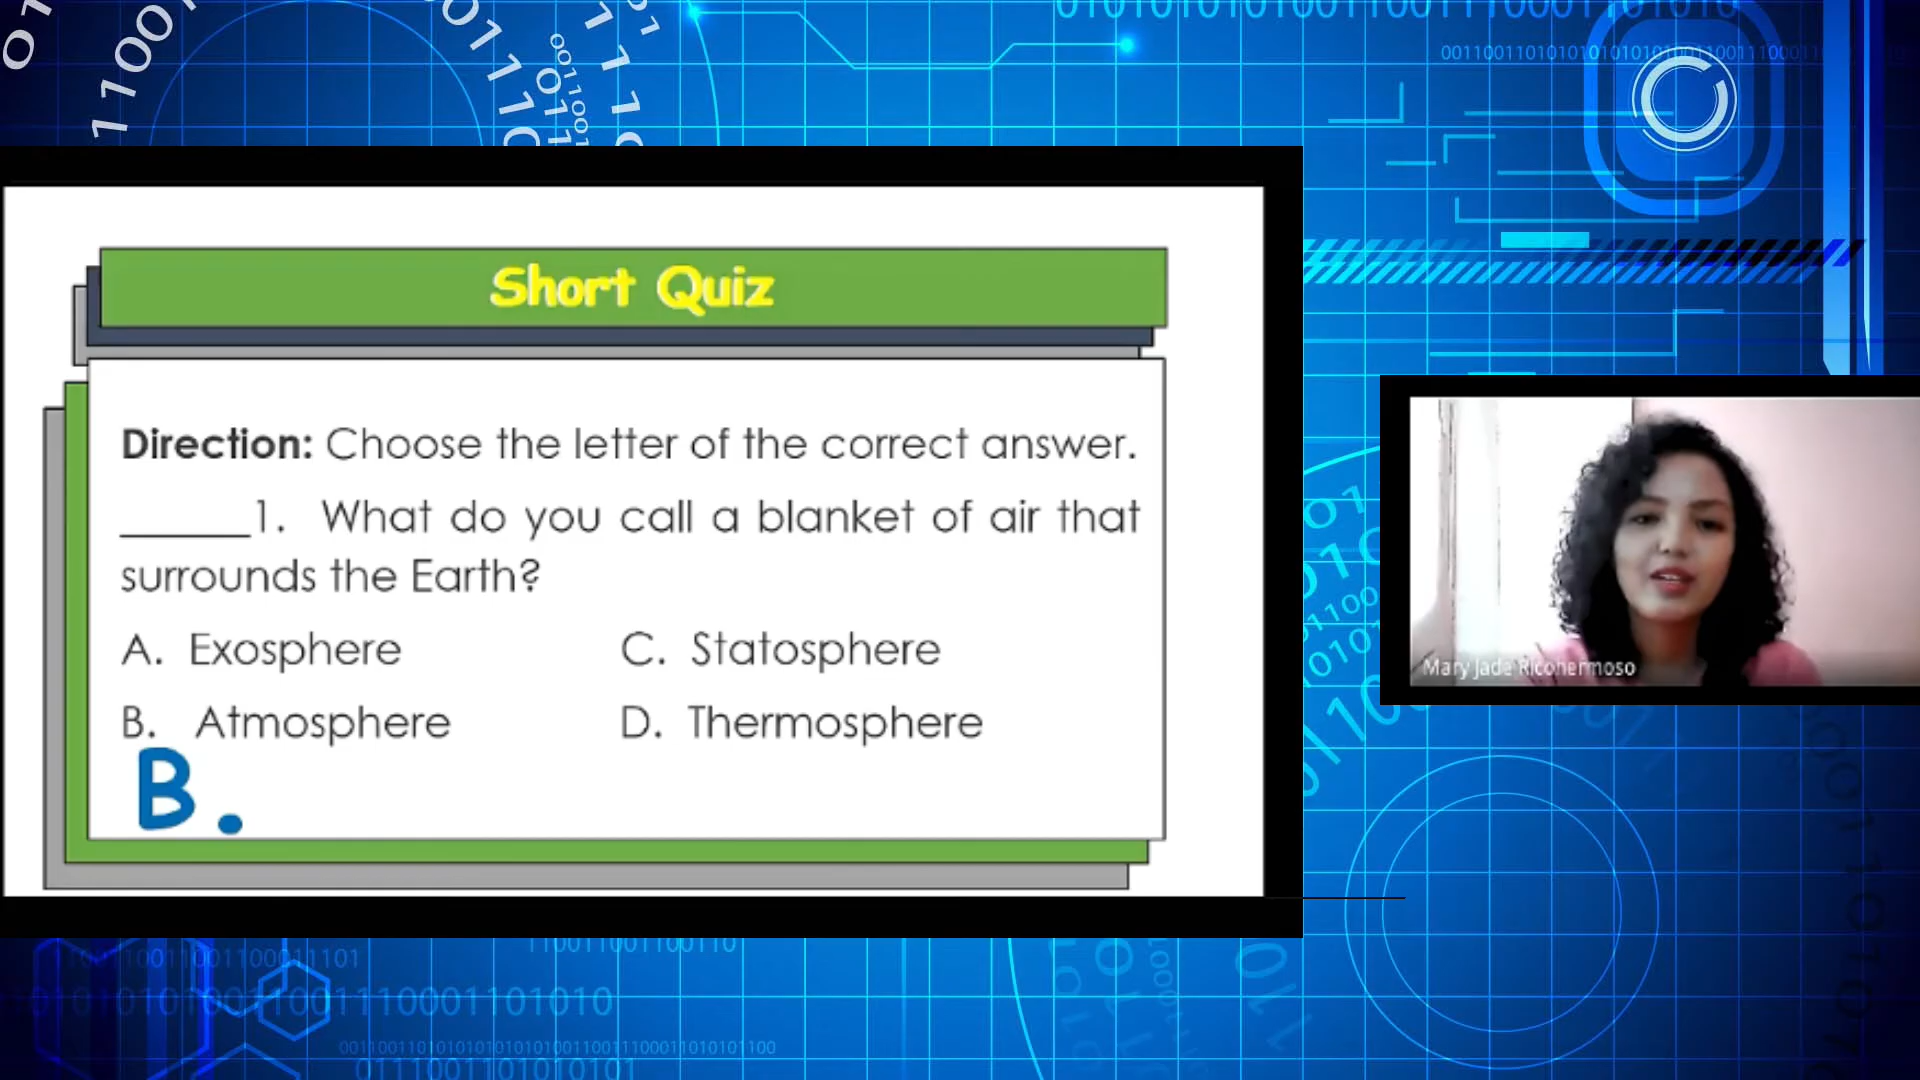 Short Quiz
Direction: Choose the letter of the correct answer.
______1. What do you call a blanket of air that
surrounds the Earth?
A. Exosphere
C. Statosphere
B. Atmosphere
D. Thermosphere
B.
Mary Jade Ricohermoso